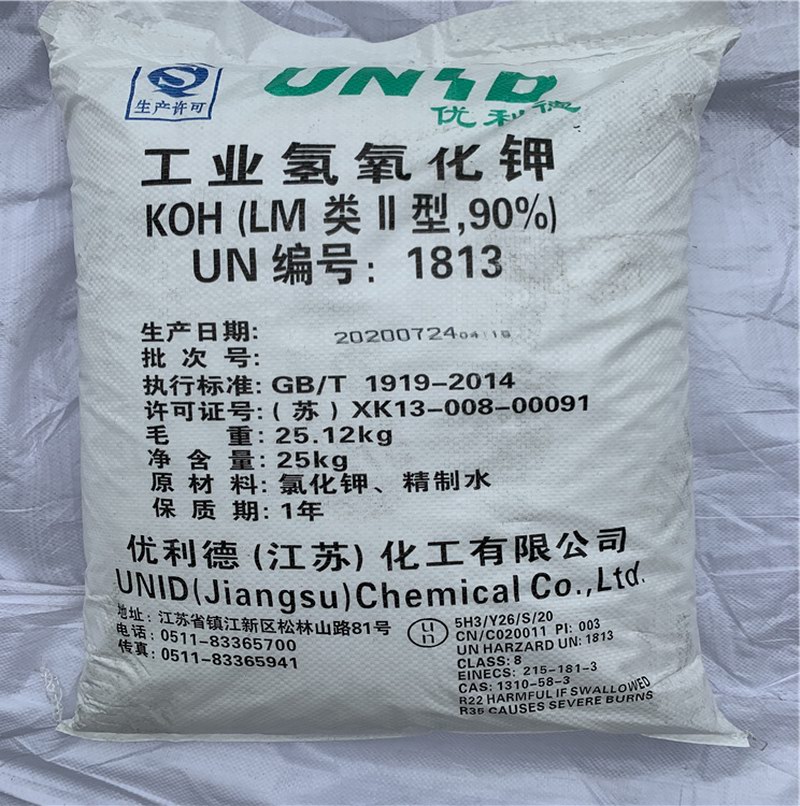 生产许可
UNID
优利德
工业氢氧化钾
KOH (LM 类 II 型,90%)
UN 编号: 1813
生产日期: 20200724 04:16
批次号:
执行标准: GB/T 1919-2014
许可证号: (苏) XK13-008-00091
毛重: 25.12kg
净含量: 25kg
原材料: 氯化钾、精制水
保质期: 1年
优利德(江苏)化工有限公司
UNID(Jiangsu)Chemical Co.,Ltd.
地址: 江苏省镇江新区松林山路81号
电话: 0511-83365700
传真: 0511-83365941
un
5H3/Y26/S/20
CN/C020011 PI: 003
UN HARZARD UN: 1813
CLASS: 8
EINECS: 215-181-3
CAS: 1310-58-3
R22 HARMFUL IF SWALLOWED
R35 CAUSES SEVERE BURNS